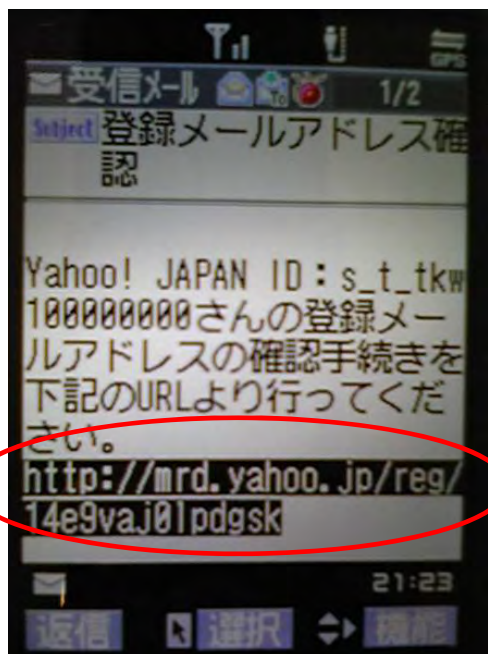 GPS
受信メール 1/2
Subject 登録メールアドレス確
認
Yahoo! JAPAN ID：s_t_tkw
100000000さんの登録メー
ルアドレスの確認手続きを
下記のURLより行ってくだ
さい。
http://mrd.yahoo.jp/reg/
14e9vaj0lpdgsk
21:23
返信 選択 機能